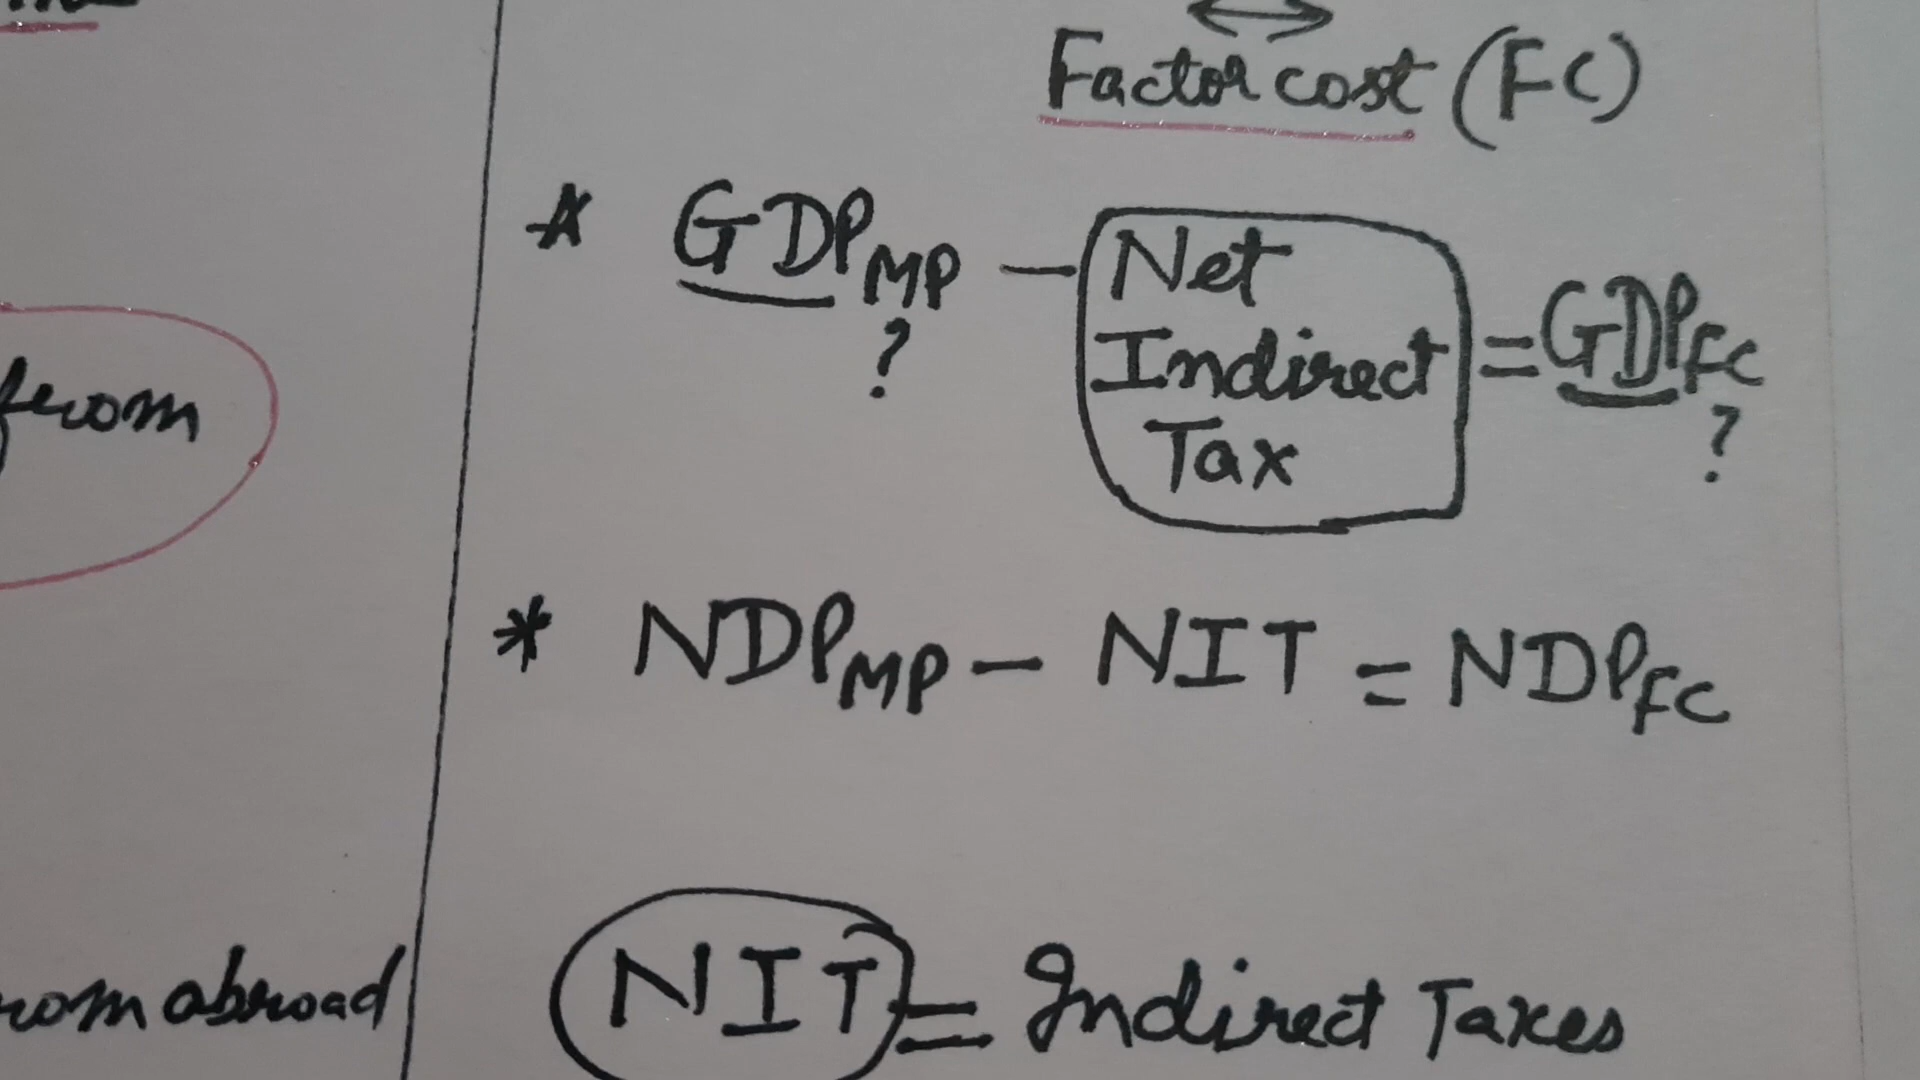 Factor cost (FC)
* GDP MP - Net Indirect Tax = GDP FC
? ?
* NDP MP - NIT = NDP FC
from
NIT = Indirect Taxes
abroad